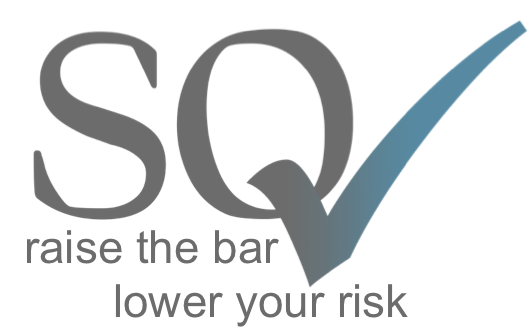 SQ
raise the bar
lower your risk